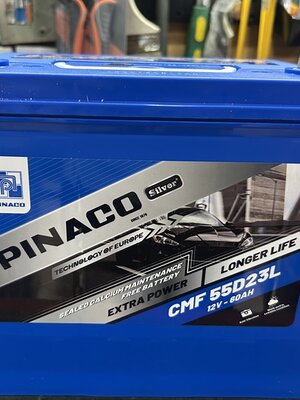 PINACO
PINACO Silver
SINCE 1976
TECHNOLOGY OF EUROPE
SEALED CALCIUM MAINTENANCE
FREE BATTERY
EXTRA POWER
LONGER LIFE
CMF 55D23L
12V - 60AH